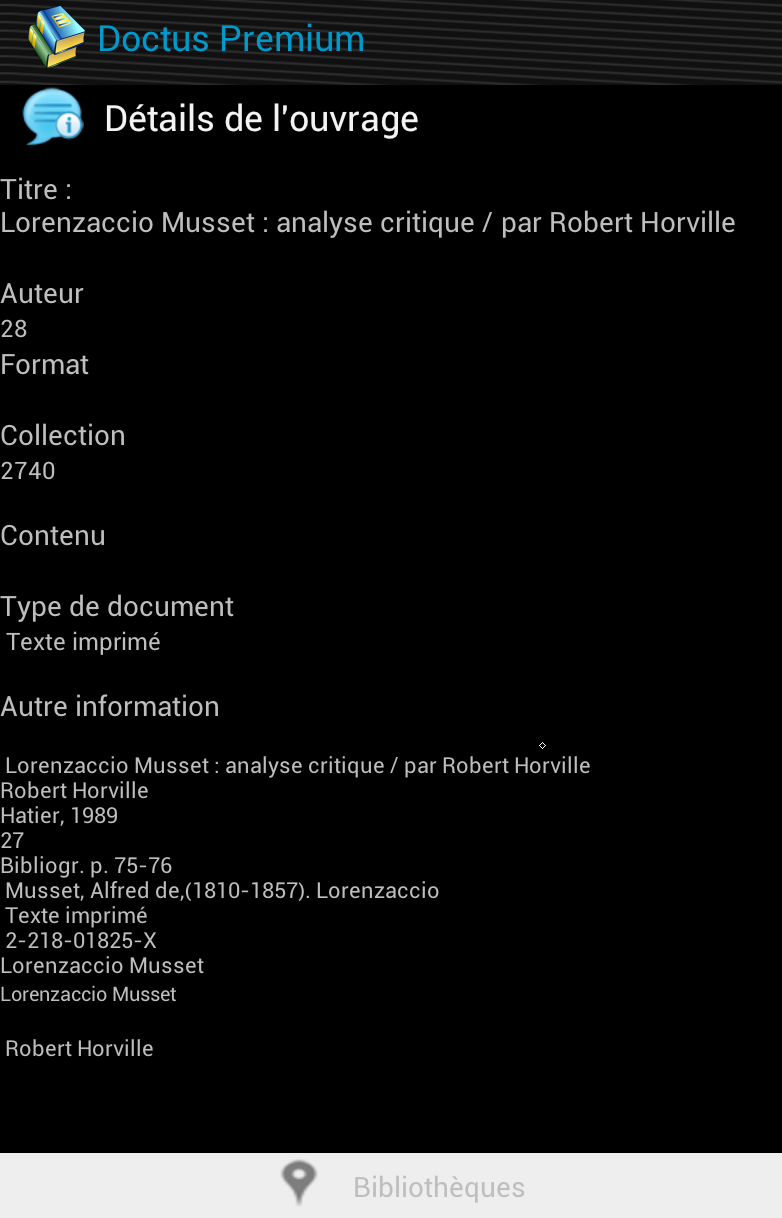 Doctus Premium
Détails de l'ouvrage
Titre :
Lorenzaccio Musset : analyse critique / par Robert Horville
Auteur
28
Format
Collection
2740
Contenu
Type de document
Texte imprimé
Autre information
Lorenzaccio Musset : analyse critique / par Robert Horville
Robert Horville
Hatier, 1989
27
Bibliogr. p. 75-76
Musset, Alfred de,(1810-1857). Lorenzaccio
Texte imprimé
2-218-01825-X
Lorenzaccio Musset
Lorenzaccio Musset
Robert Horville
Bibliothèques